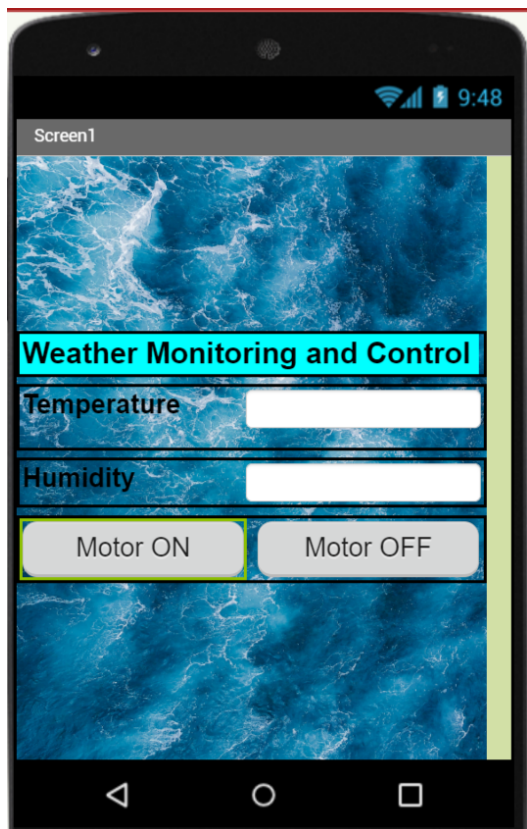 9:48
Screen1
Weather Monitoring and Control
Temperature
Humidity
Motor ON Motor OFF